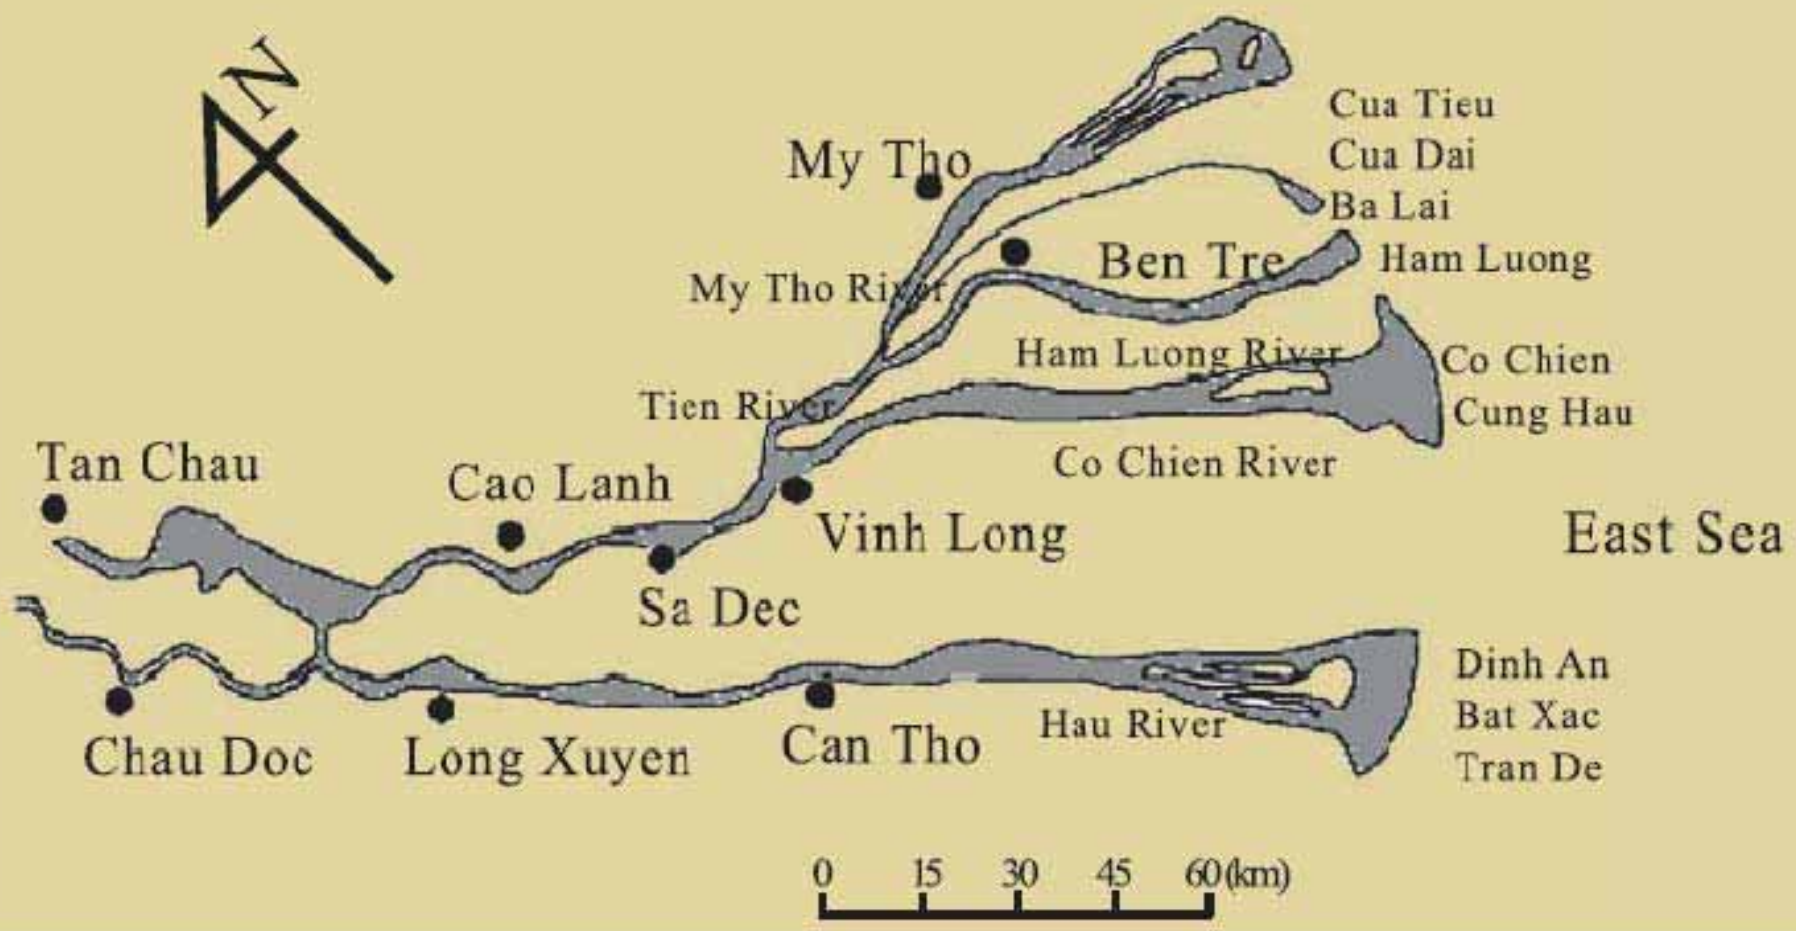 N
Cua Tieu
My Tho
Cua Dai
Ba Lai
Ben Tre
Ham Luong
My Tho River
Ham Luong River
Co Chien
Tien River
Cung Hau
Tan Chau
Cao Lanh
Co Chien River
Vinh Long
East Sea
Sa Dec
Dinh An
Bat Xac
Hau River
Chau Doc
Long Xuyen
Can Tho
Tran De
0 15 30 45 60(km)